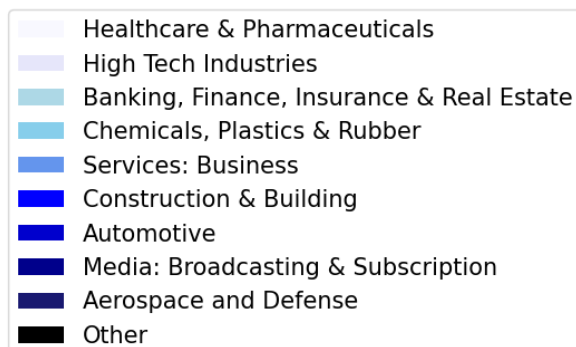 Healthcare & Pharmaceuticals
High Tech Industries
Banking, Finance, Insurance & Real Estate
Chemicals, Plastics & Rubber
Services: Business
Construction & Building
Automotive
Media: Broadcasting & Subscription
Aerospace and Defense
Other